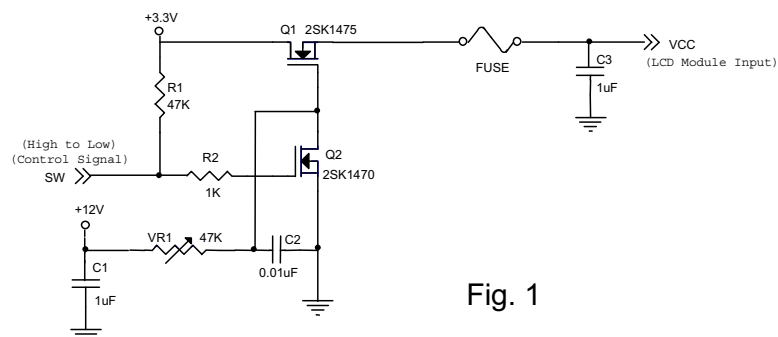 +3.3V
Q1 2SK1475
VCC
(LCD Module Input)
FUSE
C3
1uF
R1
47K
(High to Low)
(Control Signal)
SW
R2
1K
Q2
2SK1470
+12V
VR1 47K
C2
0.01uF
C1
1uF
Fig. 1